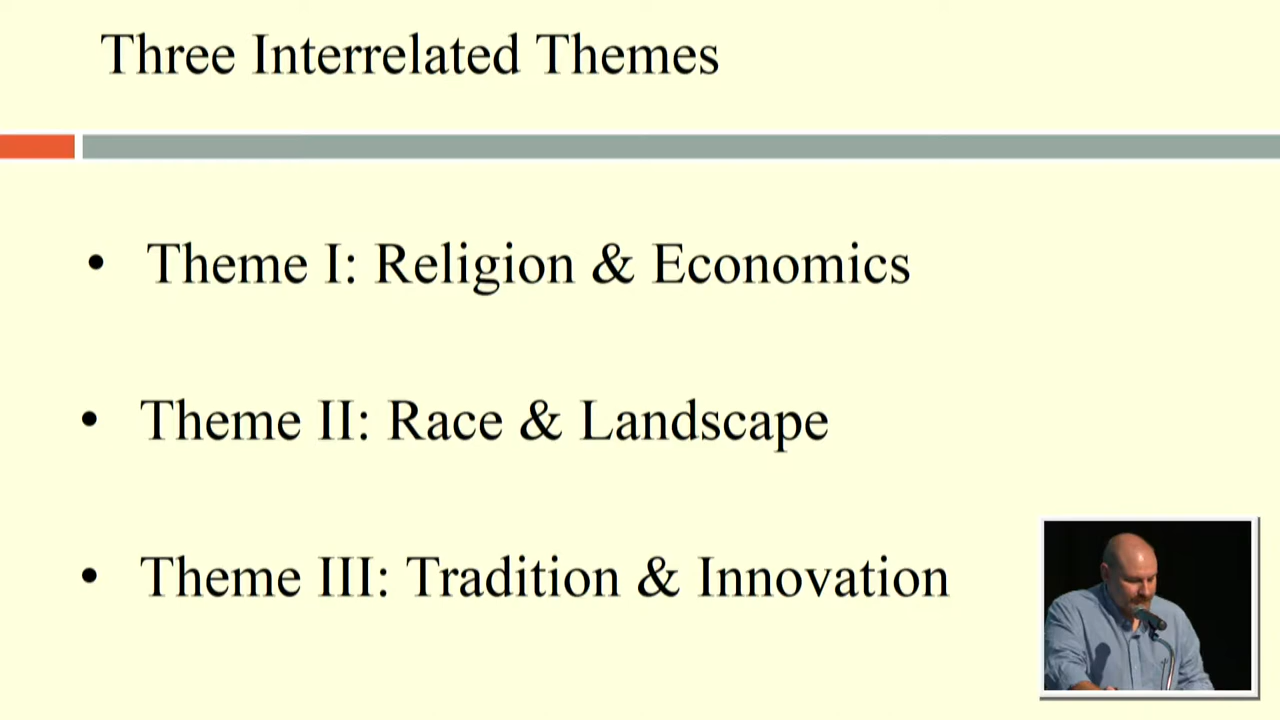 Three Interrelated Themes
• Theme I: Religion & Economics
• Theme II: Race & Landscape
• Theme III: Tradition & Innovation